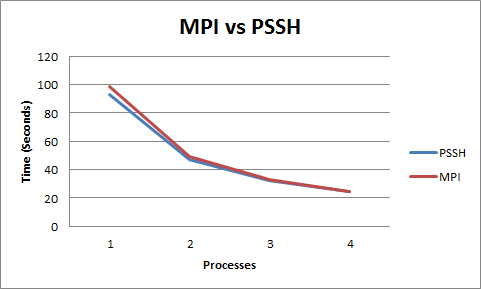 MPI vs PSSH
120
100
80
60
40
20
0
Time (Seconds)
1 2 3 4
Processes
PSSH
MPI